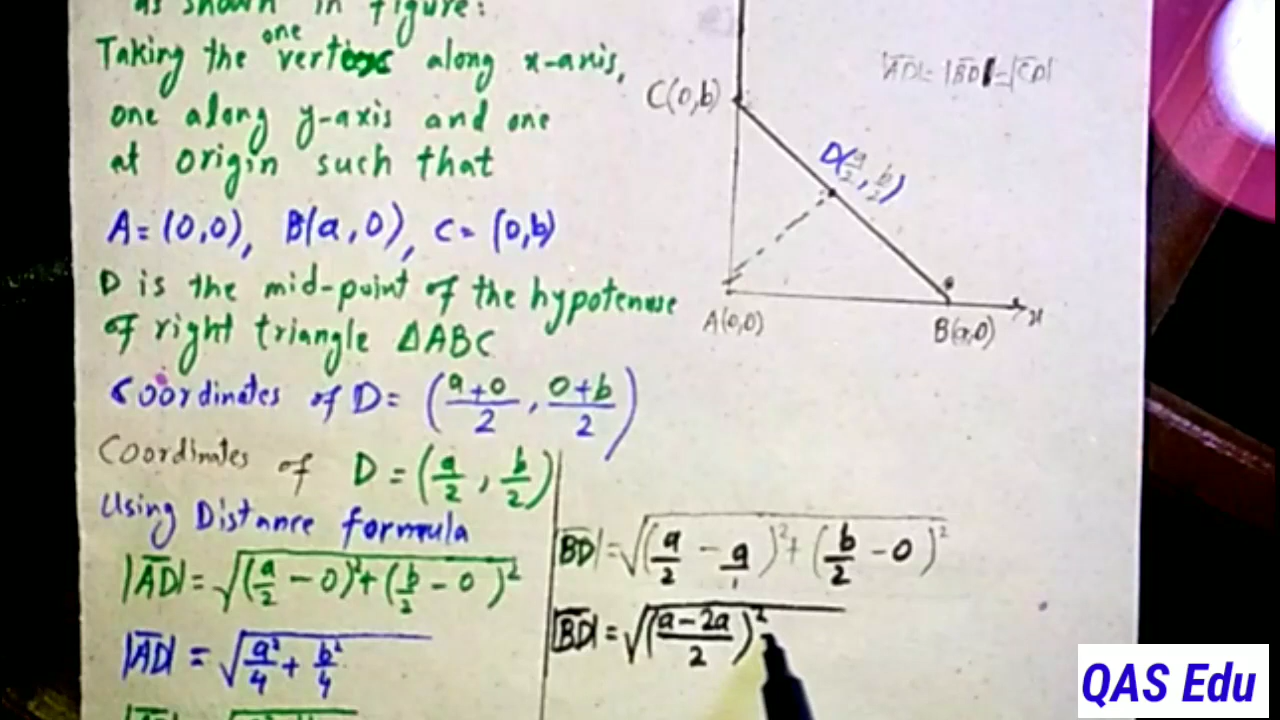 as shown in figure:
Taking the one vertex along x-axis,
one along y-axis and one
at origin such that
A = (0,0), B(a,0), C = (0,b)
D is the mid-point of the hypotenuse
of right triangle ΔABC
Coordinates of D = (a+0/2, 0+b/2)
Coordinates of D = (a/2, b/2)
Using Distance formula
|AD| = √((a/2 - 0)² + (b/2 - 0)²
|AD| = √(a²/4 + b²/4)
|BD| = √((a/2 - a/1)² + (b/2 - 0)²
|BD| = √((a-2a/2)²
|AD| = |BD| = |CD|
C(0,b)
D(a/2, b/2)
A(0,0)
B(a,0)
x
QAS Edu